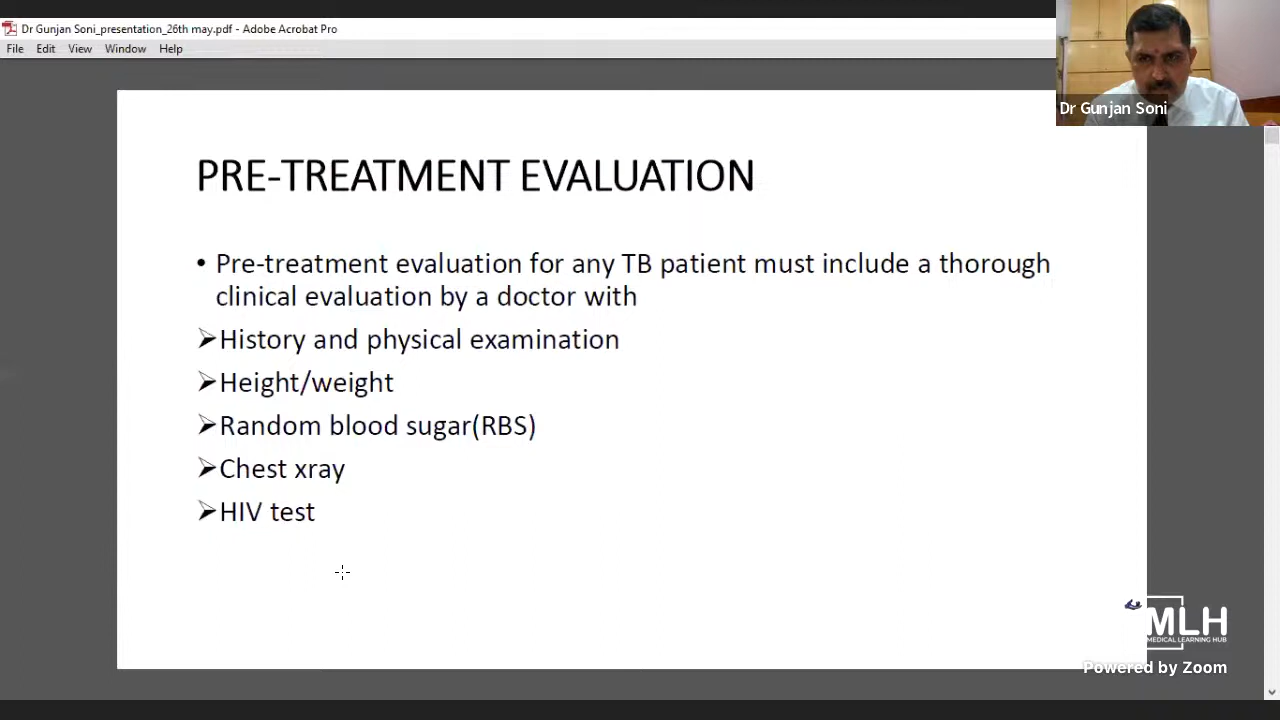 Dr Gunjan Soni_presentation_26th may.pdf - Adobe Acrobat Pro
File Edit View Window Help
Dr Gunjan Soni
PRE-TREATMENT EVALUATION
• Pre-treatment evaluation for any TB patient must include a thorough
clinical evaluation by a doctor with
➢History and physical examination
➢Height/weight
➢Random blood sugar(RBS)
➢Chest xray
➢HIV test
MLH
MEDICAL LEARNING HUB
Powered by Zoom